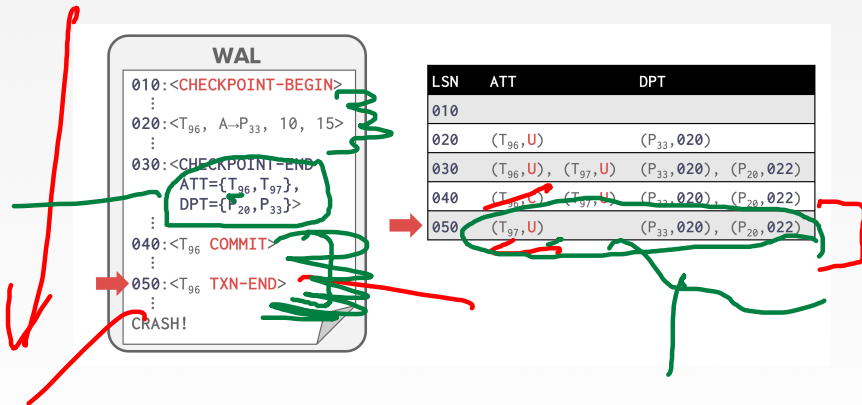 WAL
010:<CHECKPOINT-BEGIN>
⋮
020:<T96, A→P33, 10, 15>
⋮
030:<CHECKPOINT-END
ATT={T96,T97},
DPT={P20,P33}>
⋮
040:<T96 COMMIT>
⋮
050:<T96 TXN-END>
⋮
CRASH!
LSN ATT DPT
010
020 (T96,U) (P33,020)
030 (T96,U), (T97,U) (P33,020), (P20,022)
040 (T96,C) (T97,U) (P33,020), (P20,022)
050 (T97,U) (P33,020), (P20,022)